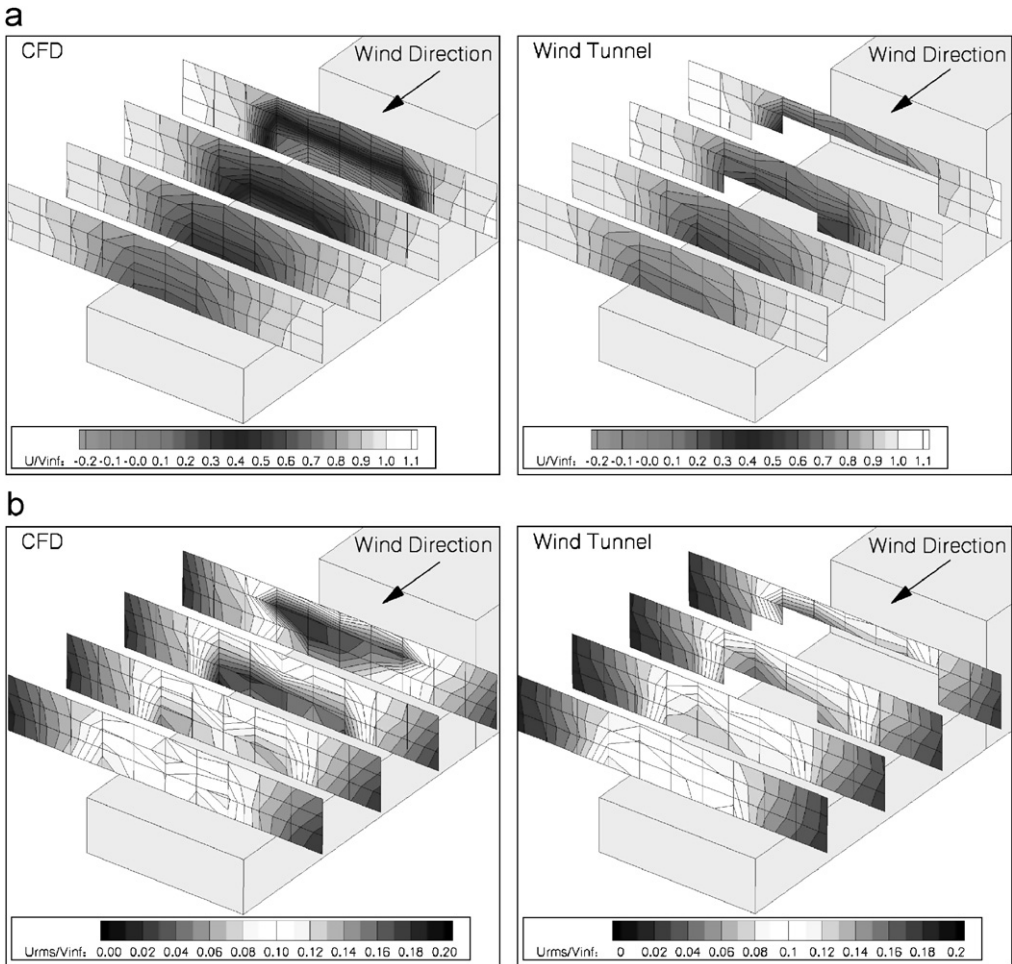 a
CFD
Wind Direction
Wind Tunnel
Wind Direction
U/Vinf: -0.2 -0.1 -0.0 0.1 0.2 0.3 0.4 0.5 0.6 0.7 0.8 0.9 1.0 1.1
U/Vinf: -0.2 -0.1 -0.0 0.1 0.2 0.3 0.4 0.5 0.6 0.7 0.8 0.9 1.0 1.1
b
CFD
Wind Direction
Wind Tunnel
Wind Direction
Urms/Vinf: 0.00 0.02 0.04 0.06 0.08 0.10 0.12 0.14 0.16 0.18 0.20
Urms/Vinf: 0 0.02 0.04 0.06 0.08 0.1 0.12 0.14 0.16 0.18 0.2